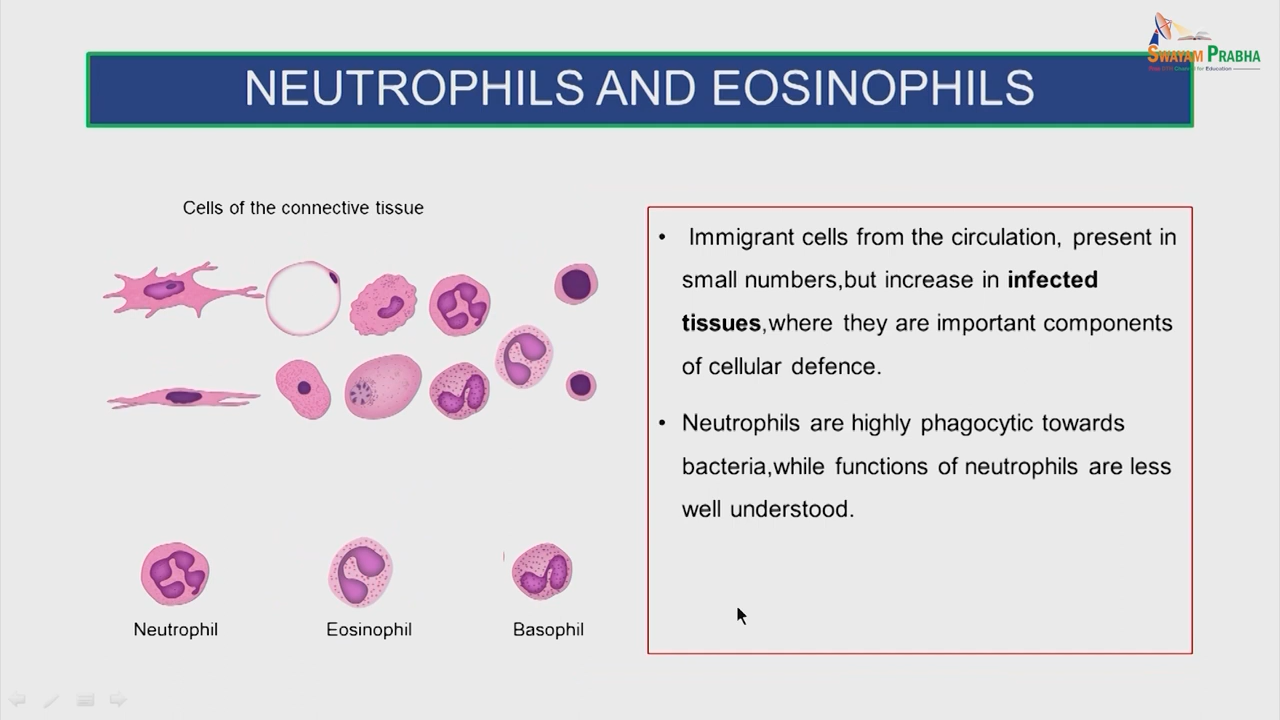 SWAYAM PRABHA
NEUTROPHILS AND EOSINOPHILS
Cells of the connective tissue
• Immigrant cells from the circulation, present in
small numbers,but increase in infected
tissues,where they are important components
of cellular defence.
• Neutrophils are highly phagocytic towards
bacteria,while functions of neutrophils are less
well understood.
Neutrophil
Eosinophil
Basophil